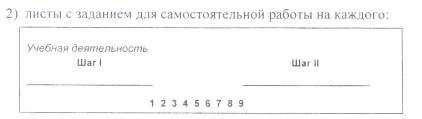 2) листы с заданием для самостоятельной работы на каждого:
Учебная деятельность
Шаг I Шаг II
1 2 3 4 5 6 7 8 9